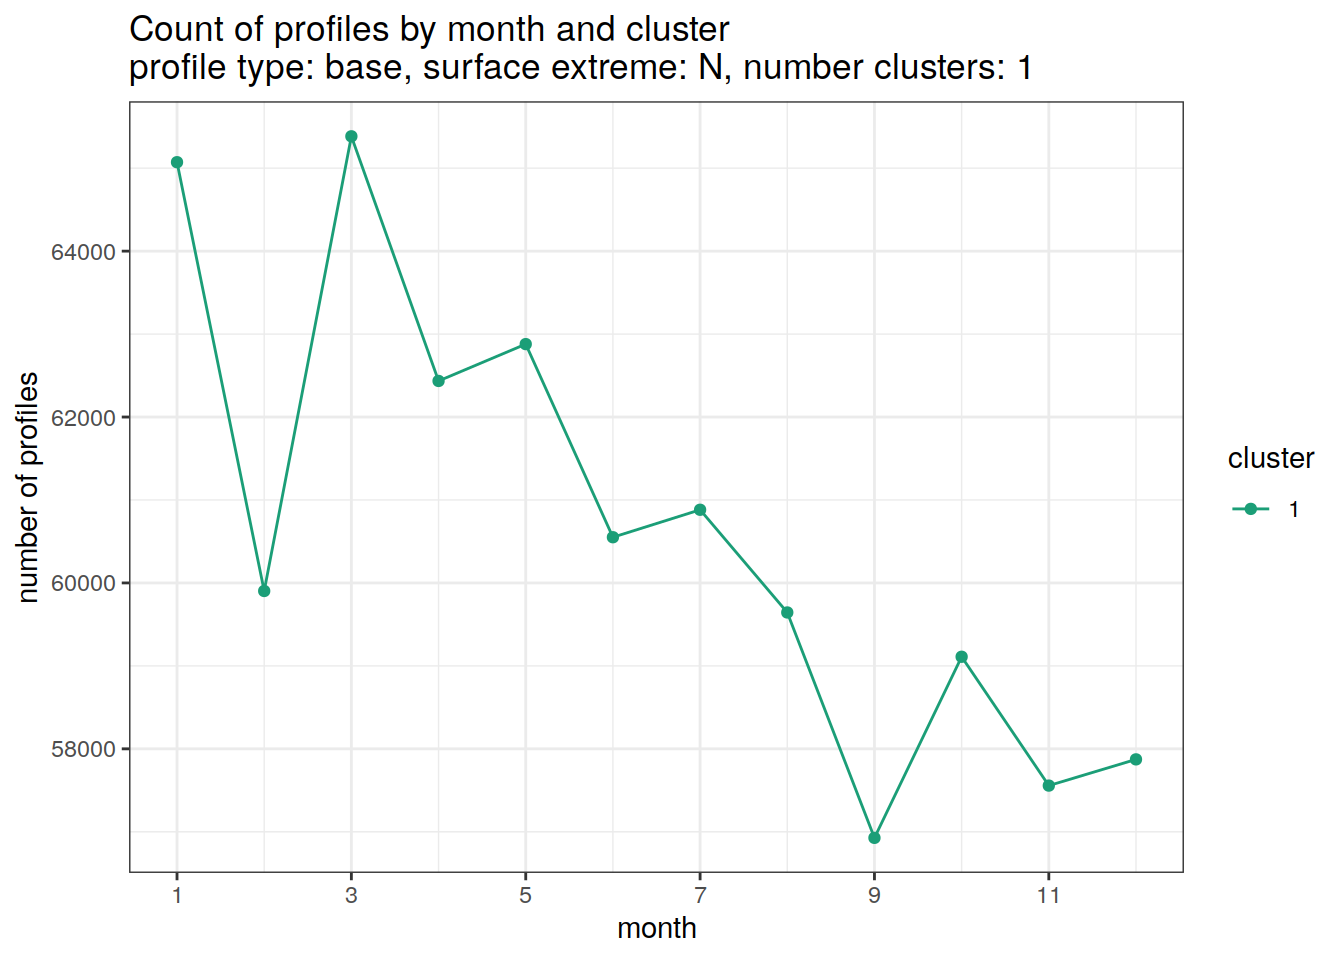 Count of profiles by month and cluster
profile type: base, surface extreme: N, number clusters: 1
number of profiles
64000
62000
60000
58000
1 3 5 7 9 11
month
cluster
1